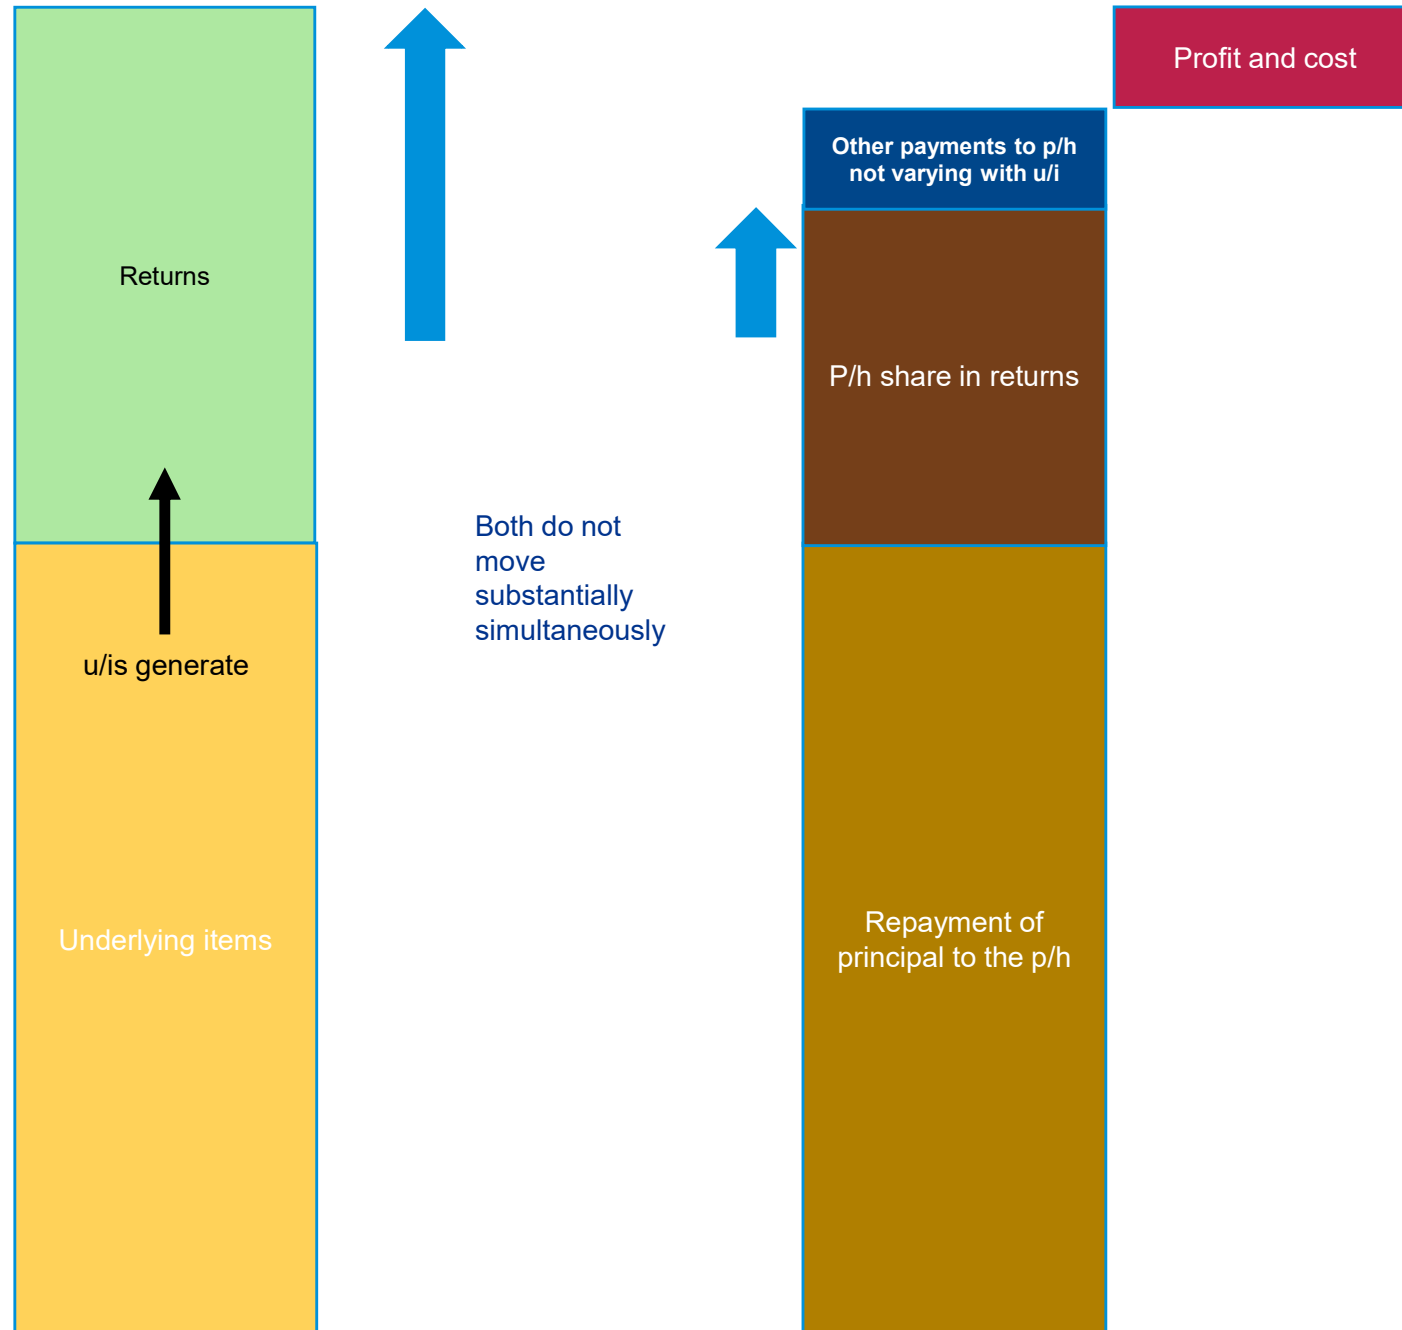 Profit and cost
Other payments to p/h
not varying with u/i
Returns
P/h share in returns
Both do not
move
substantially
simultaneously
u/is generate
Underlying items
Repayment of
principal to the p/h